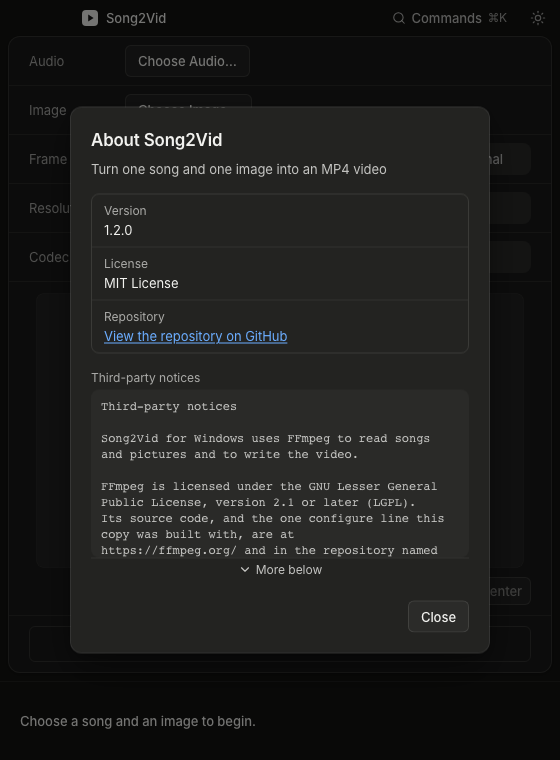 Song2Vid
Commands ⌘K
Audio
Choose Audio...
Image
Frame
Resolu
Codec
About Song2Vid
Turn one song and one image into an MP4 video
Version
1.2.0
License
MIT License
Repository
View the repository on GitHub
Third-party notices
Third-party notices
Song2Vid for Windows uses FFmpeg to read songs
and pictures and to write the video.
FFmpeg is licensed under the GNU Lesser General
Public License, version 2.1 or later (LGPL).
Its source code, and the one configure line this
copy was built with, are at
https://ffmpeg.org/ and in the repository named
More below
enter
Close
Choose a song and an image to begin.